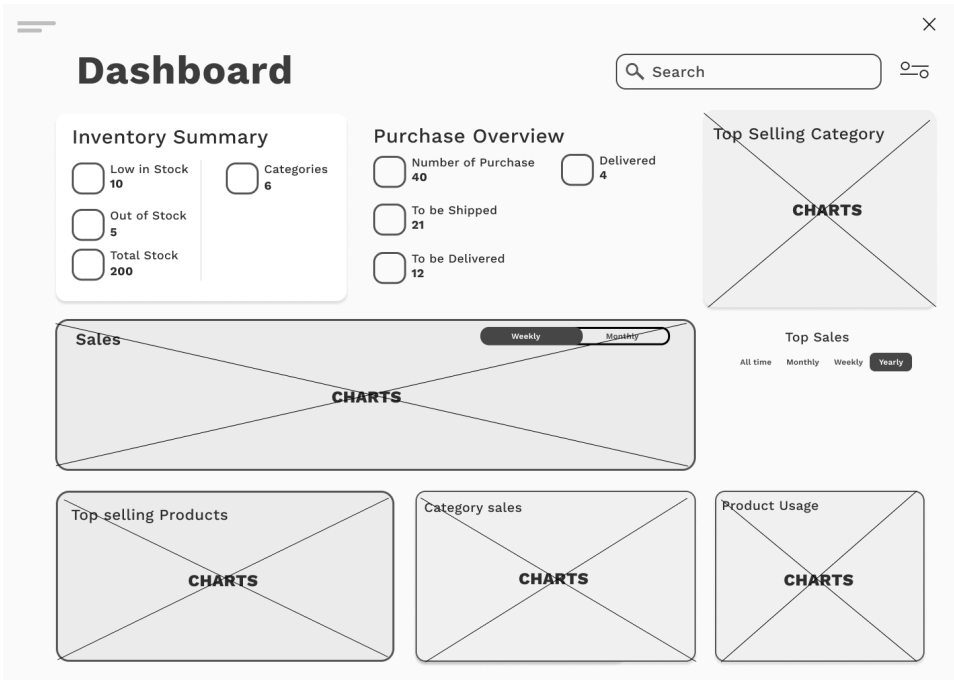 Dashboard
Search
Inventory Summary
Low in Stock
10
Categories
6
Out of Stock
5
Total Stock
200
Purchase Overview
Number of Purchase
40
Delivered
4
To be Shipped
21
To be Delivered
12
Top Selling Category
CHARTS
Sales
Weekly
Monthly
CHARTS
Top Sales
All time
Monthly
Weekly
Yearly
Top selling Products
CHARTS
Category sales
CHARTS
Product Usage
CHARTS